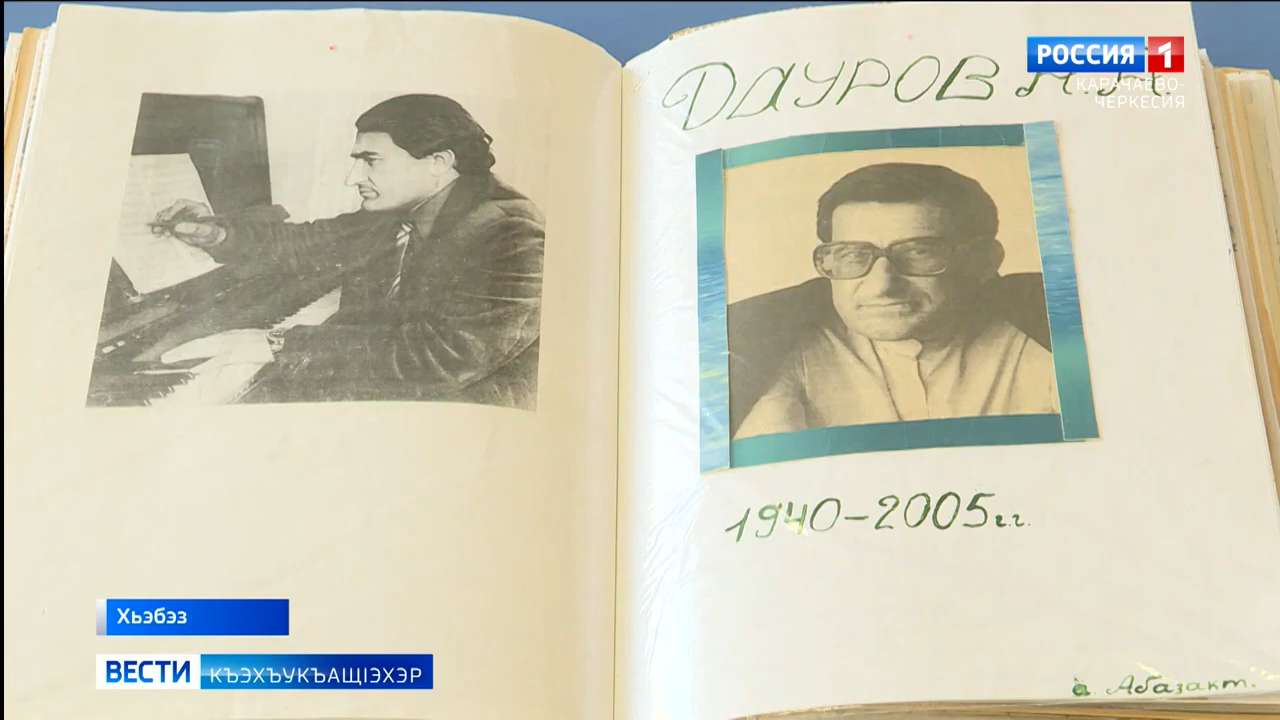 ДАУРОВ А.А.
РОССИЯ 1
КАРАЧАЕВО-
ЧЕРКЕСИЯ
1940-2005г.г.
Хьэбэз
ВЕСТИ КЪЭХЪУКЪАЩІЭХЭР
а. Абазакт.